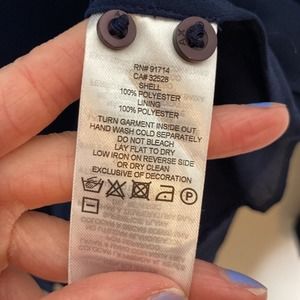 RN# 91714
CA# 32528
SHELL
100% POLYESTER
LINING
100% POLYESTER
TURN GARMENT INSIDE OUT
HAND WASH COLD SEPARATELY
DO NOT BLEACH
LAY FLAT TO DRY
LOW IRON ON REVERSE SIDE
OR DRY CLEAN
EXCLUSIVE OF DECORATION